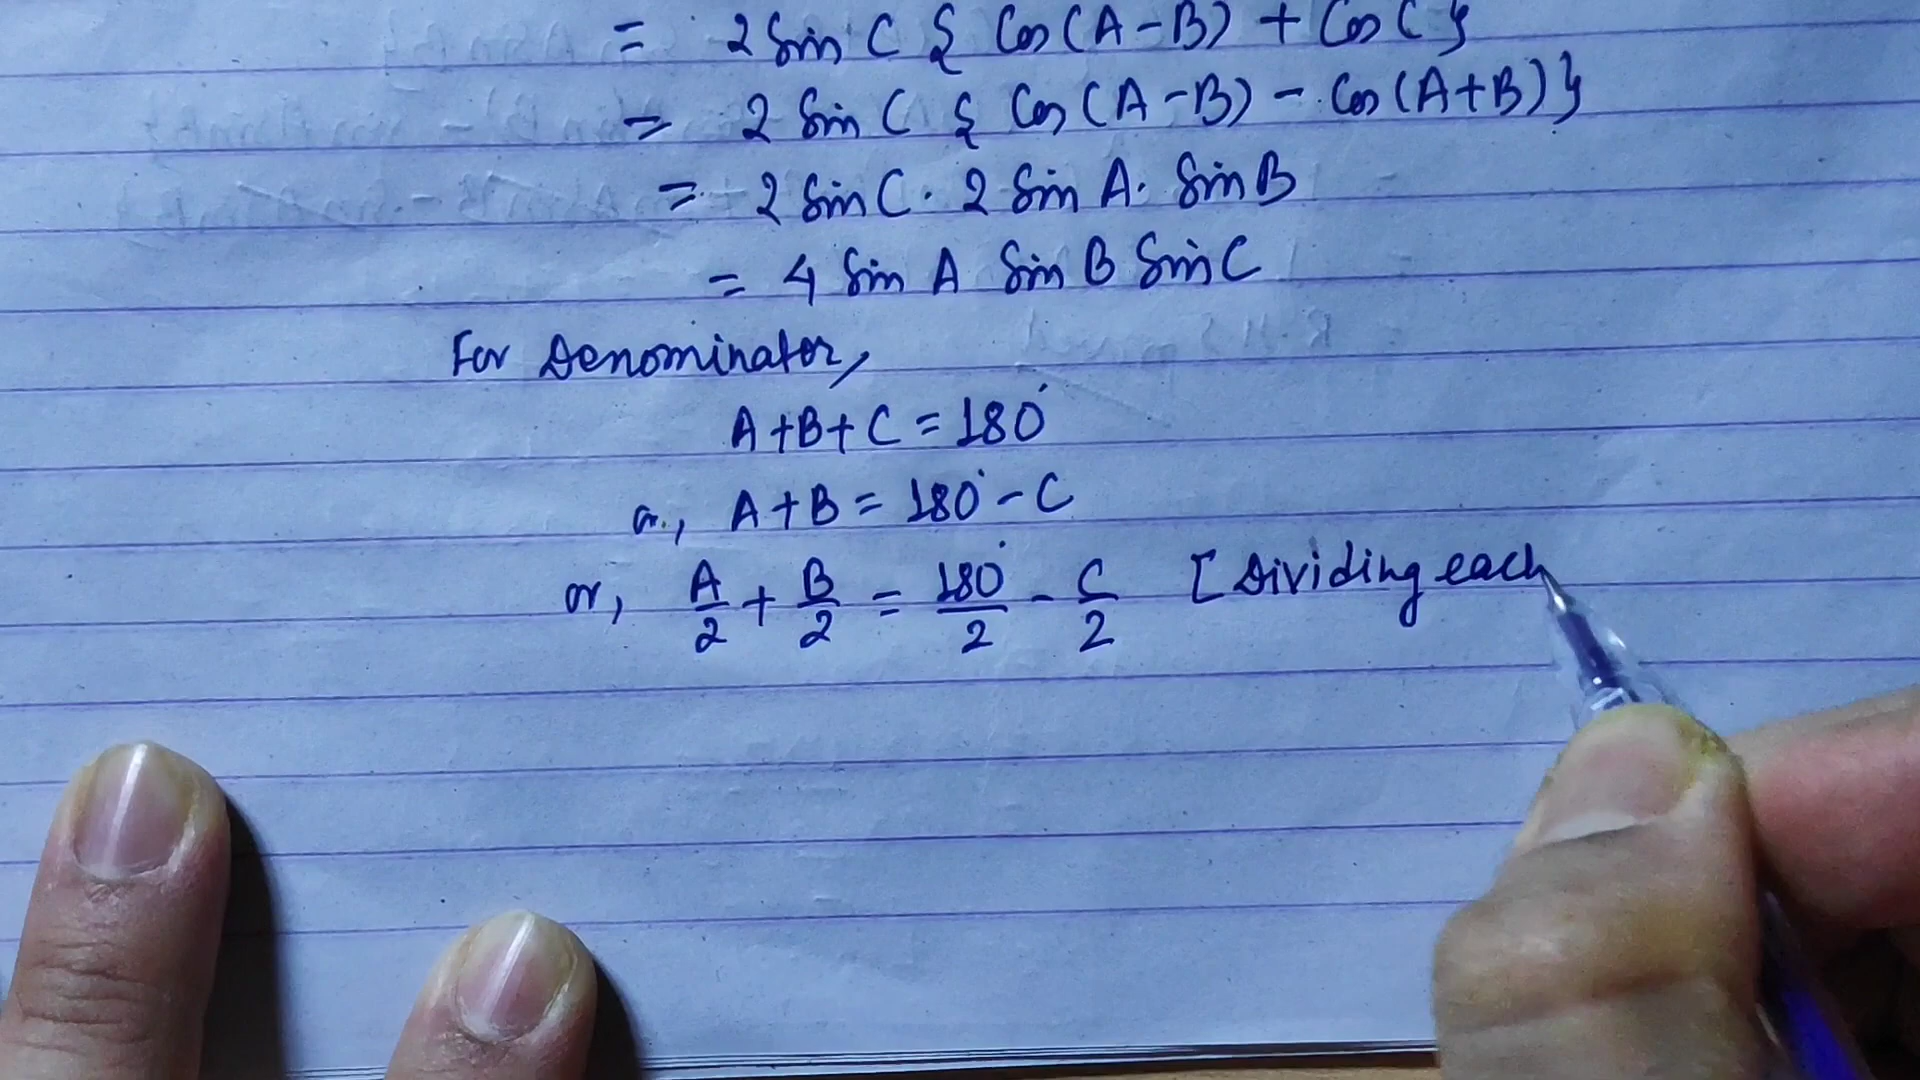 = 2 Sin C { Cos (A-B) + Cos C }
= 2 Sin C { Cos (A-B) - Cos (A+B) }
= 2 Sin C . 2 Sin A . Sin B
= 4 Sin A Sin B Sin C
For Denominator,
A+B+C = 180°
or, A+B = 180° - C
or, A/2 + B/2 = 180°/2 - C/2 [ Dividing each